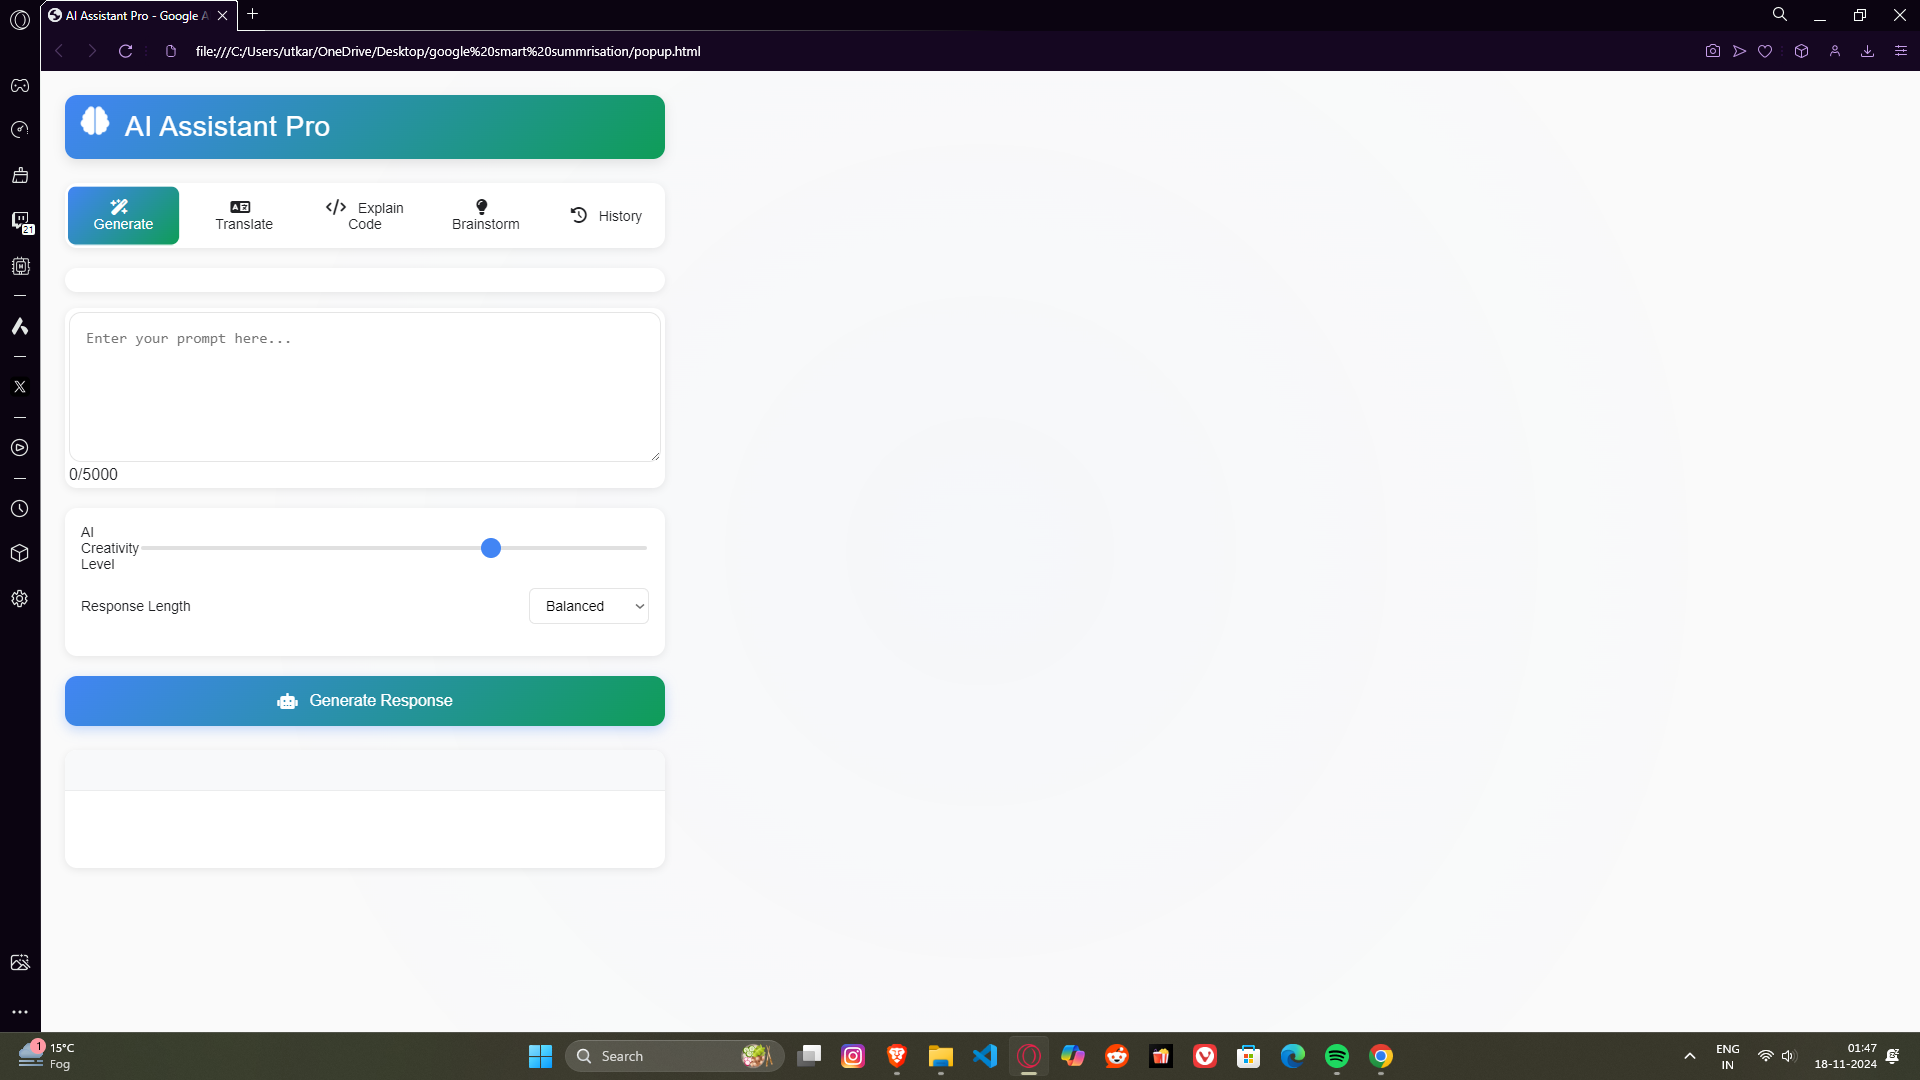 AI Assistant Pro - Google A
file:///C:/Users/utkar/OneDrive/Desktop/google%20smart%20summrisation/popup.html
21
AI Assistant Pro
Generate
Translate
Explain
Code
Brainstorm
History
Enter your prompt here...
0/5000
AI
Creativity
Level
Response Length
Balanced
Generate Response
1
15°C
Fog
Search
ENG
IN
01:47
18-11-2024